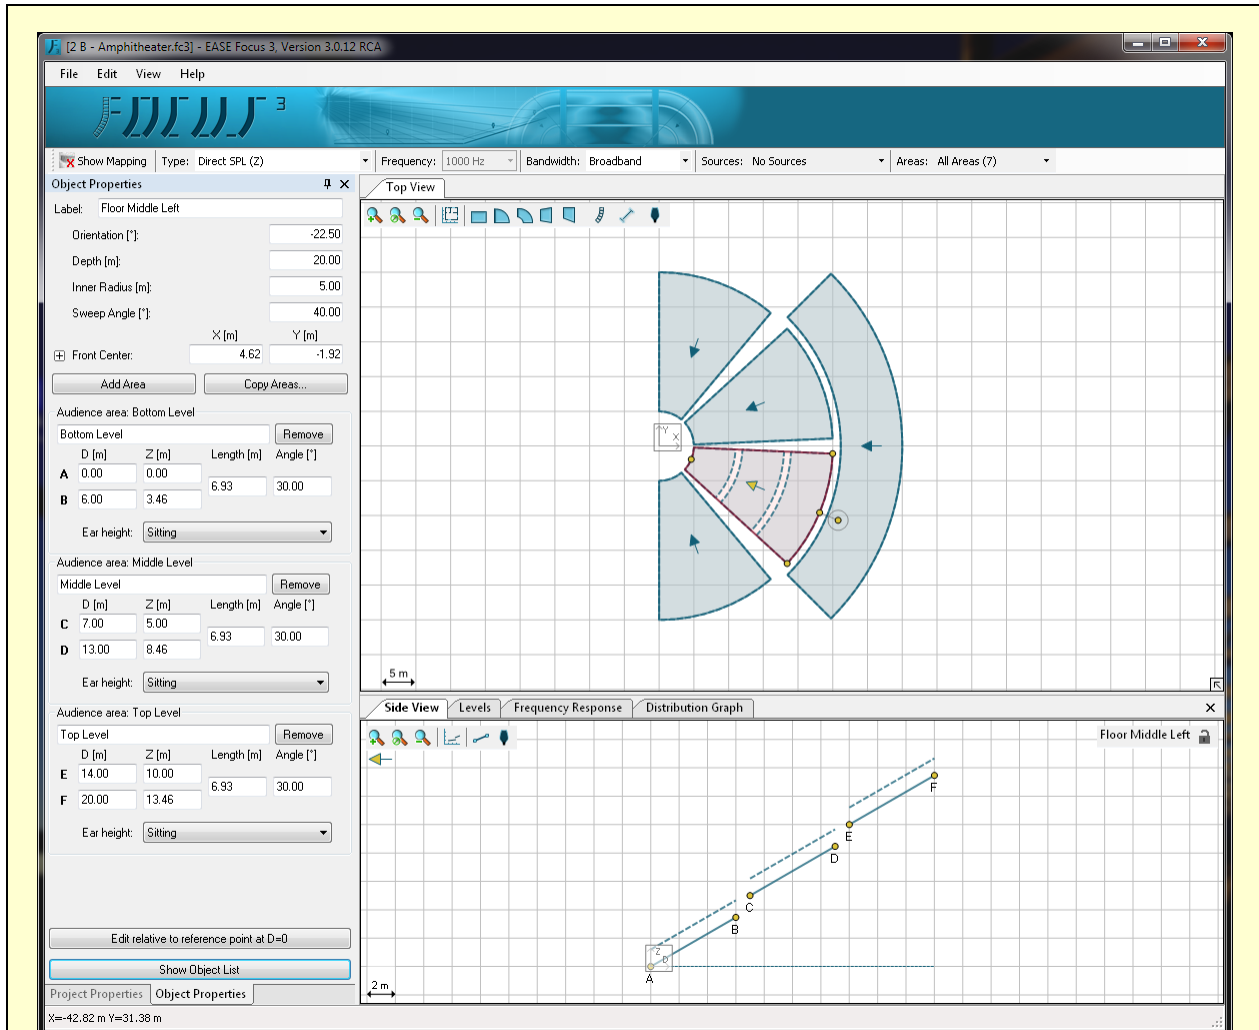 [2 B - Amphitheater.fc3] - EASE Focus 3, Version 3.0.12 RCA
File Edit View Help
FOCUS 3
Show Mapping Type: Direct SPL (Z) Frequency: 1000 Hz Bandwidth: Broadband Sources: No Sources Areas: All Areas (7)
Object Properties
Label: Floor Middle Left
Orientation [°]: -22.50
Depth [m]: 20.00
Inner Radius [m]: 5.00
Sweep Angle [°]: 40.00
X [m] Y [m]
Front Center: 4.62 -1.92
Add Area Copy Areas...
Audience area: Bottom Level
Bottom Level Remove
D [m] Z [m] Length [m] Angle [°]
A 0.00 0.00
6.93 30.00
B 6.00 3.46
Ear height: Sitting
Audience area: Middle Level
Middle Level Remove
D [m] Z [m] Length [m] Angle [°]
C 7.00 5.00
6.93 30.00
D 13.00 8.46
Ear height: Sitting
Audience area: Top Level
Top Level Remove
D [m] Z [m] Length [m] Angle [°]
E 14.00 10.00
6.93 30.00
F 20.00 13.46
Ear height: Sitting
Edit relative to reference point at D=0
Show Object List
Project Properties Object Properties
X=-42.82 m Y=31.38 m
Top View
Y
X
5 m
Side View Levels Frequency Response Distribution Graph
Floor Middle Left
F
E
D
C
B
Z
D
A
2 m